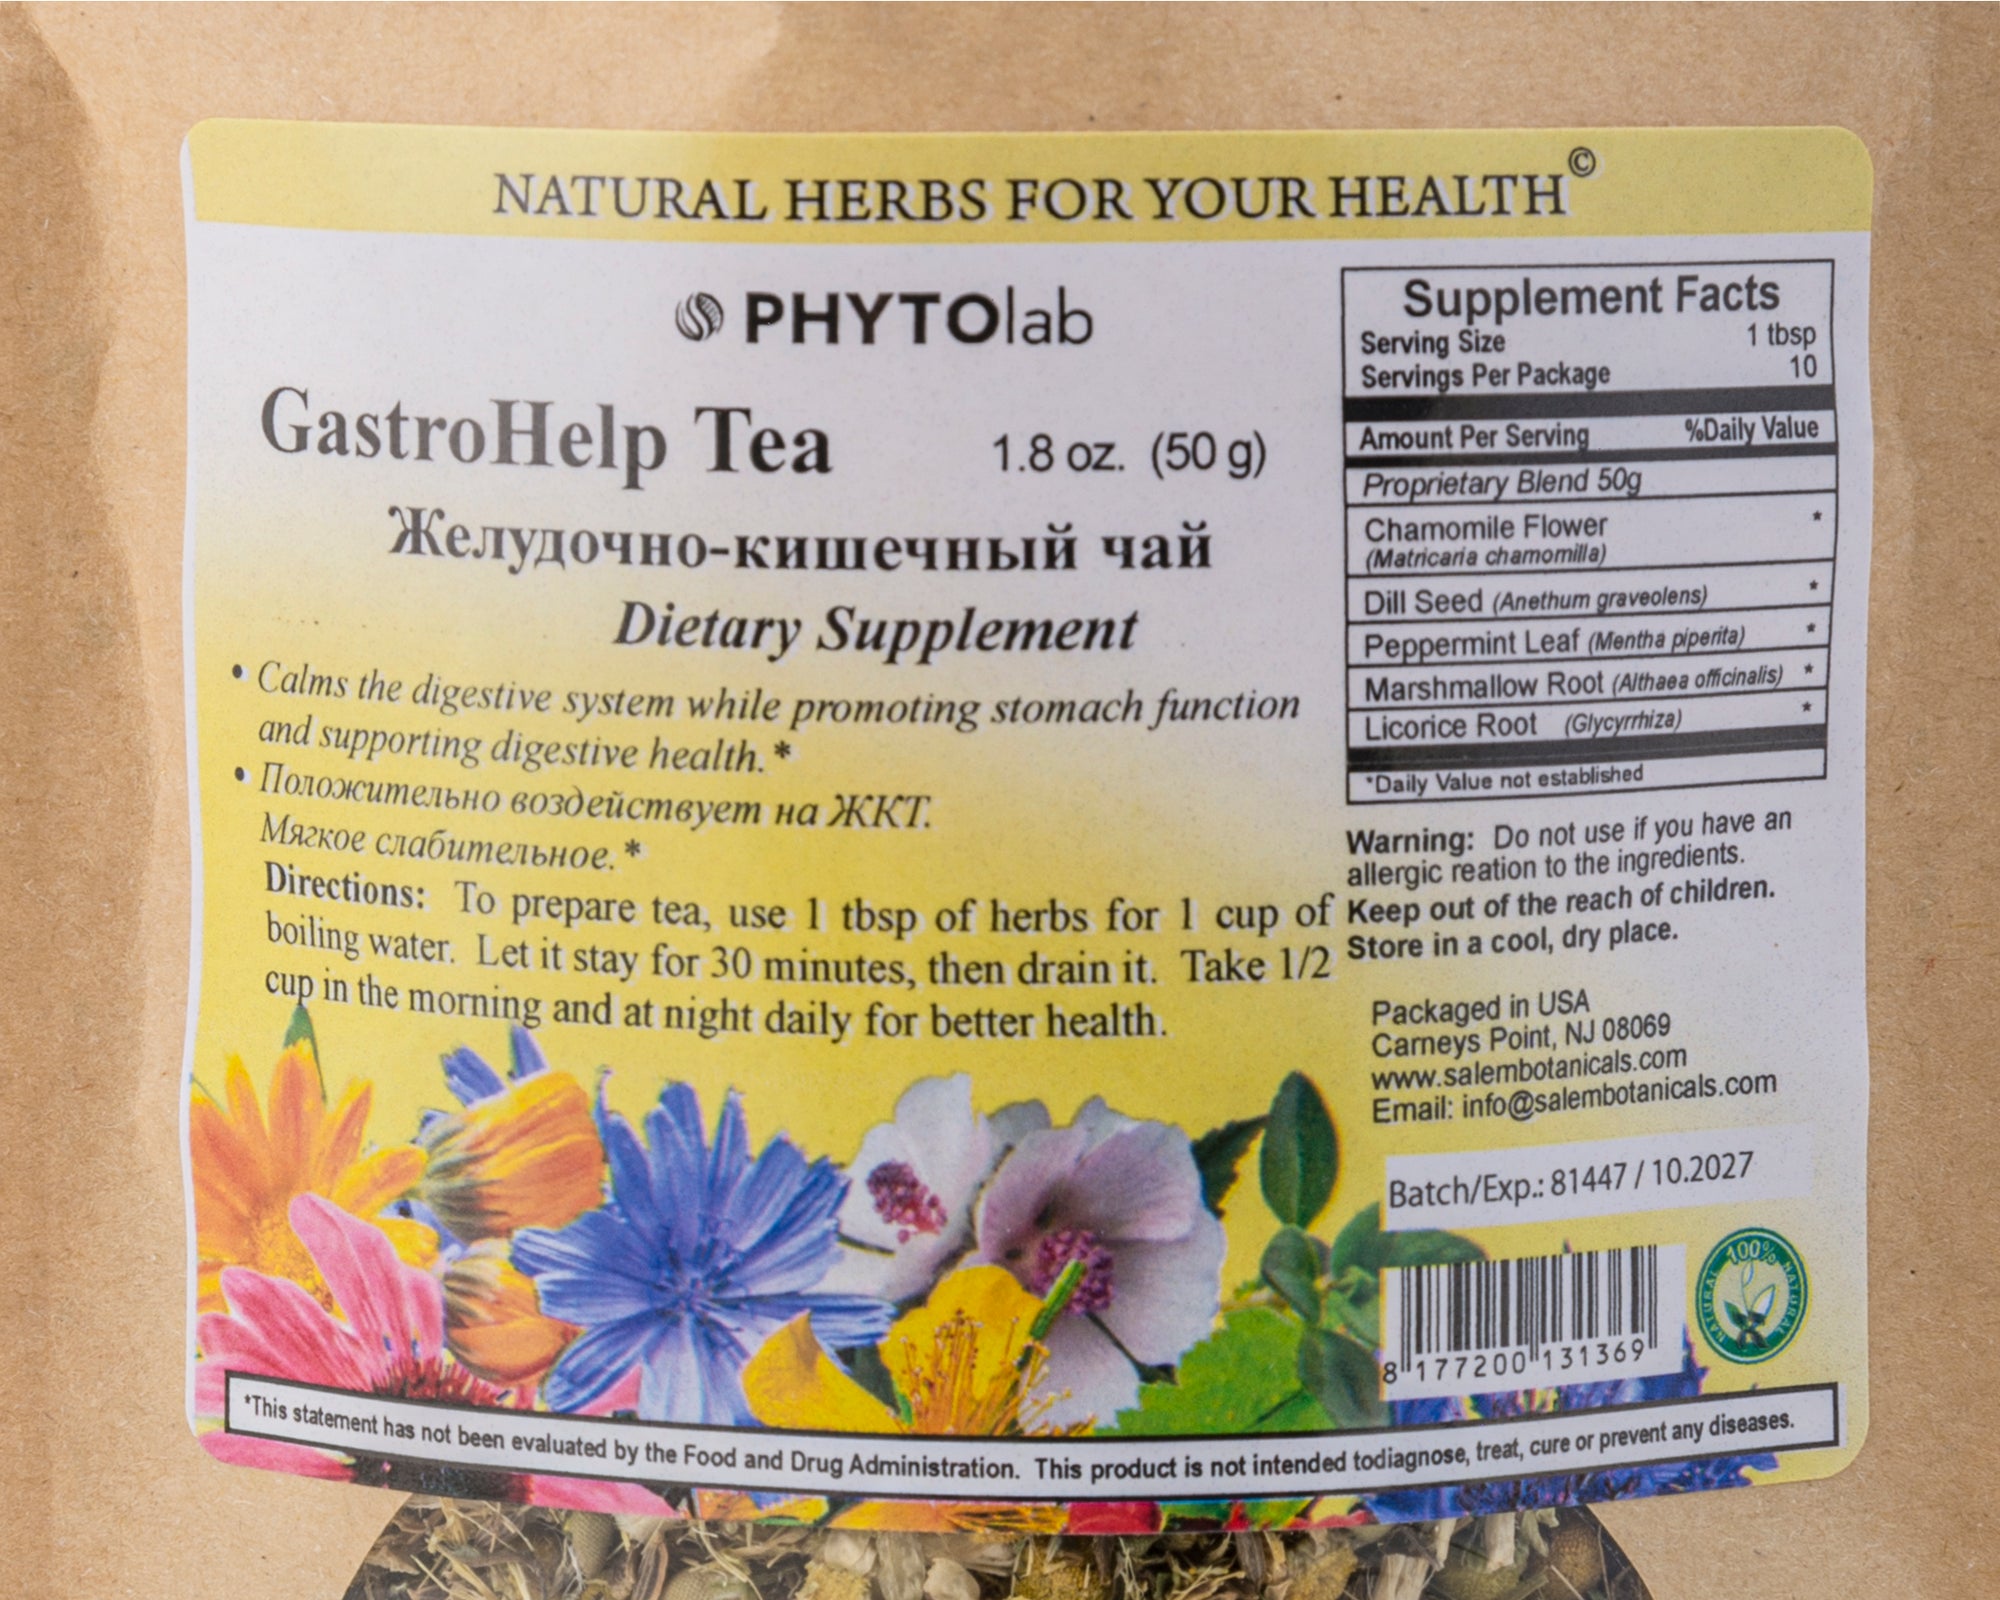 NATURAL HERBS FOR YOUR HEALTH©
PHYTOlab
GastroHelp Tea 1.8 oz. (50 g)
Желудочно-кишечный чай
Dietary Supplement
• Calms the digestive system while promoting stomach function
and supporting digestive health.*
• Положительно воздействует на ЖКТ.
Мягкое слабительное.*
Directions: To prepare tea, use 1 tbsp of herbs for 1 cup of
boiling water. Let it stay for 30 minutes, then drain it. Take 1/2
cup in the morning and at night daily for better health.
Supplement Facts
Serving Size 1 tbsp
Servings Per Package 10
Amount Per Serving %Daily Value
Proprietary Blend 50g
Chamomile Flower *
(Matricaria chamomilla)
Dill Seed (Anethum graveolens) *
Peppermint Leaf (Mentha piperita) *
Marshmallow Root (Althaea officinalis) *
Licorice Root (Glycyrrhiza) *
*Daily Value not established
Warning: Do not use if you have an
allergic reation to the ingredients.
Keep out of the reach of children.
Store in a cool, dry place.
Packaged in USA
Carneys Point, NJ 08069
www.salembotanicals.com
Email: info@salembotanicals.com
Batch/Exp.: 81447 / 10.2027
8 177200 131369
100% NATURAL
NATURAL
*This statement has not been evaluated by the Food and Drug Administration. This product is not intended todiagnose, treat, cure or prevent any diseases.